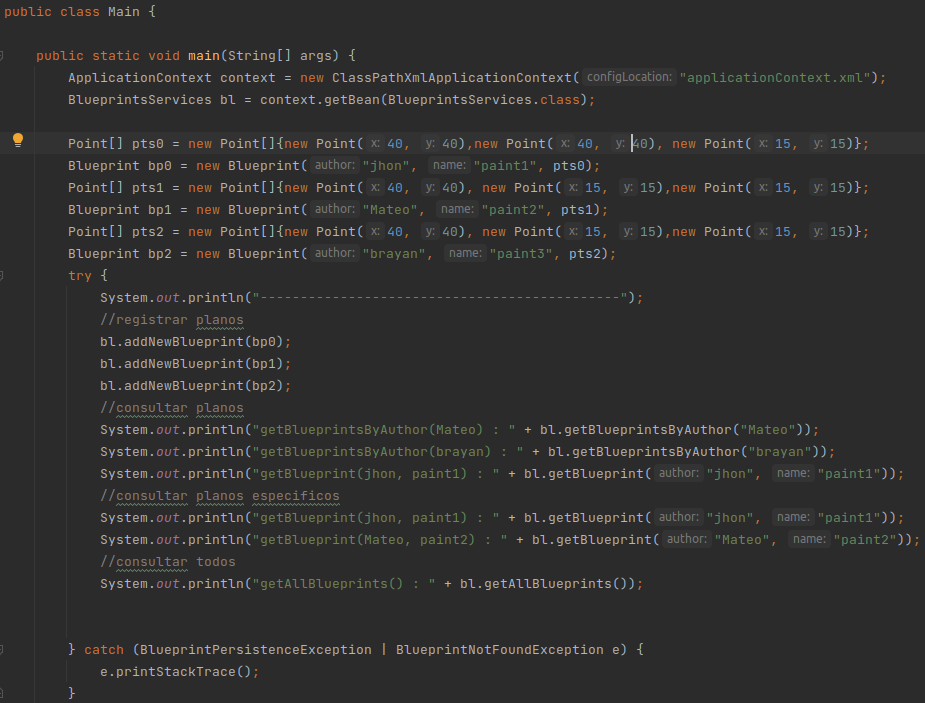 public class Main {
public static void main(String[] args) {
ApplicationContext context = new ClassPathXmlApplicationContext( configLocation: "applicationContext.xml");
BlueprintsServices bl = context.getBean(BlueprintsServices.class);
Point[] pts0 = new Point[]{new Point( x: 40, y: 40),new Point( x: 40, y: 40), new Point( x: 15, y: 15)};
Blueprint bp0 = new Blueprint( author: "jhon", name: "paint1", pts0);
Point[] pts1 = new Point[]{new Point( x: 40, y: 40), new Point( x: 15, y: 15),new Point( x: 15, y: 15)};
Blueprint bp1 = new Blueprint( author: "Mateo", name: "paint2", pts1);
Point[] pts2 = new Point[]{new Point( x: 40, y: 40), new Point( x: 15, y: 15),new Point( x: 15, y: 15)};
Blueprint bp2 = new Blueprint( author: "brayan", name: "paint3", pts2);
try {
System.out.println("---------------------------------------------");
//registrar planos
bl.addNewBlueprint(bp0);
bl.addNewBlueprint(bp1);
bl.addNewBlueprint(bp2);
//consultar planos
System.out.println("getBlueprintsByAuthor(Mateo) : " + bl.getBlueprintsByAuthor("Mateo"));
System.out.println("getBlueprintsByAuthor(brayan) : " + bl.getBlueprintsByAuthor("brayan"));
System.out.println("getBlueprint(jhon, paint1) : " + bl.getBlueprint( author: "jhon", name: "paint1"));
//consultar planos especificos
System.out.println("getBlueprint(jhon, paint1) : " + bl.getBlueprint( author: "jhon", name: "paint1"));
System.out.println("getBlueprint(Mateo, paint2) : " + bl.getBlueprint( author: "Mateo", name: "paint2"));
//consultar todos
System.out.println("getAllBlueprints() : " + bl.getAllBlueprints());
} catch (BlueprintPersistenceException | BlueprintNotFoundException e) {
e.printStackTrace();
}